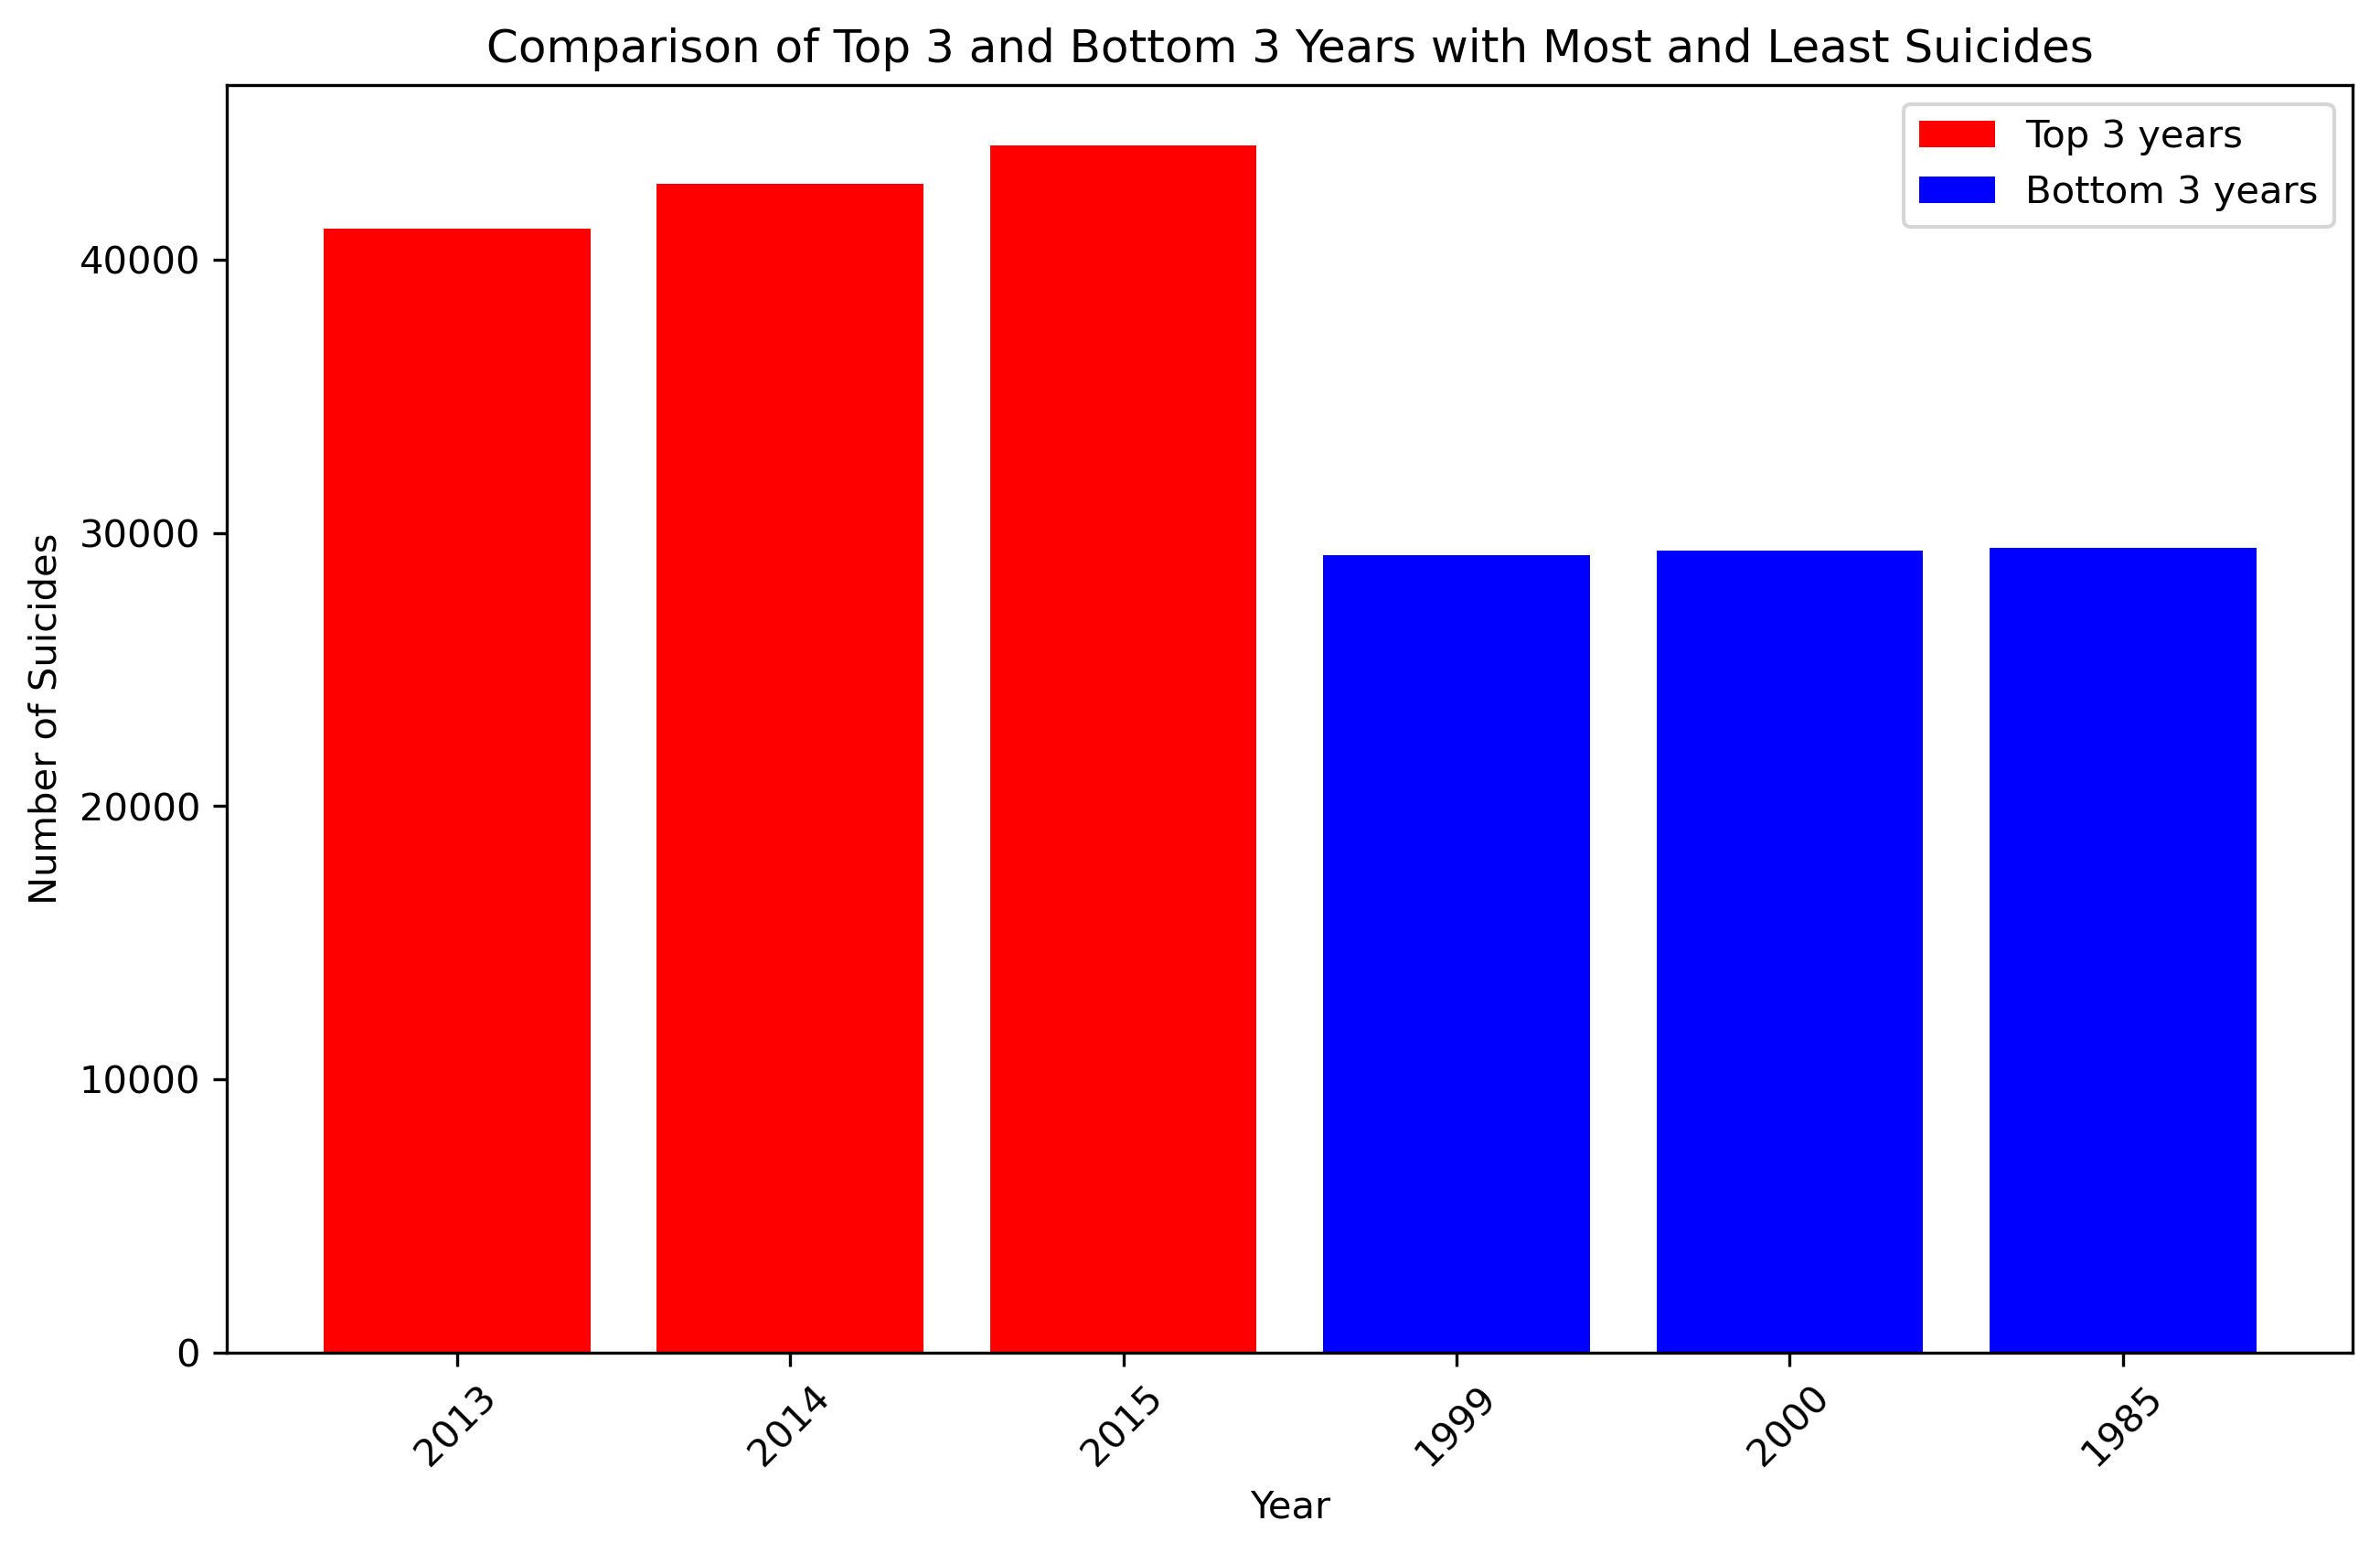 Comparison of Top 3 and Bottom 3 Years with Most and Least Suicides
Top 3 years
Bottom 3 years
Number of Suicides
40000
30000
20000
10000
0
2013
2014
2015
1999
2000
1985
Year